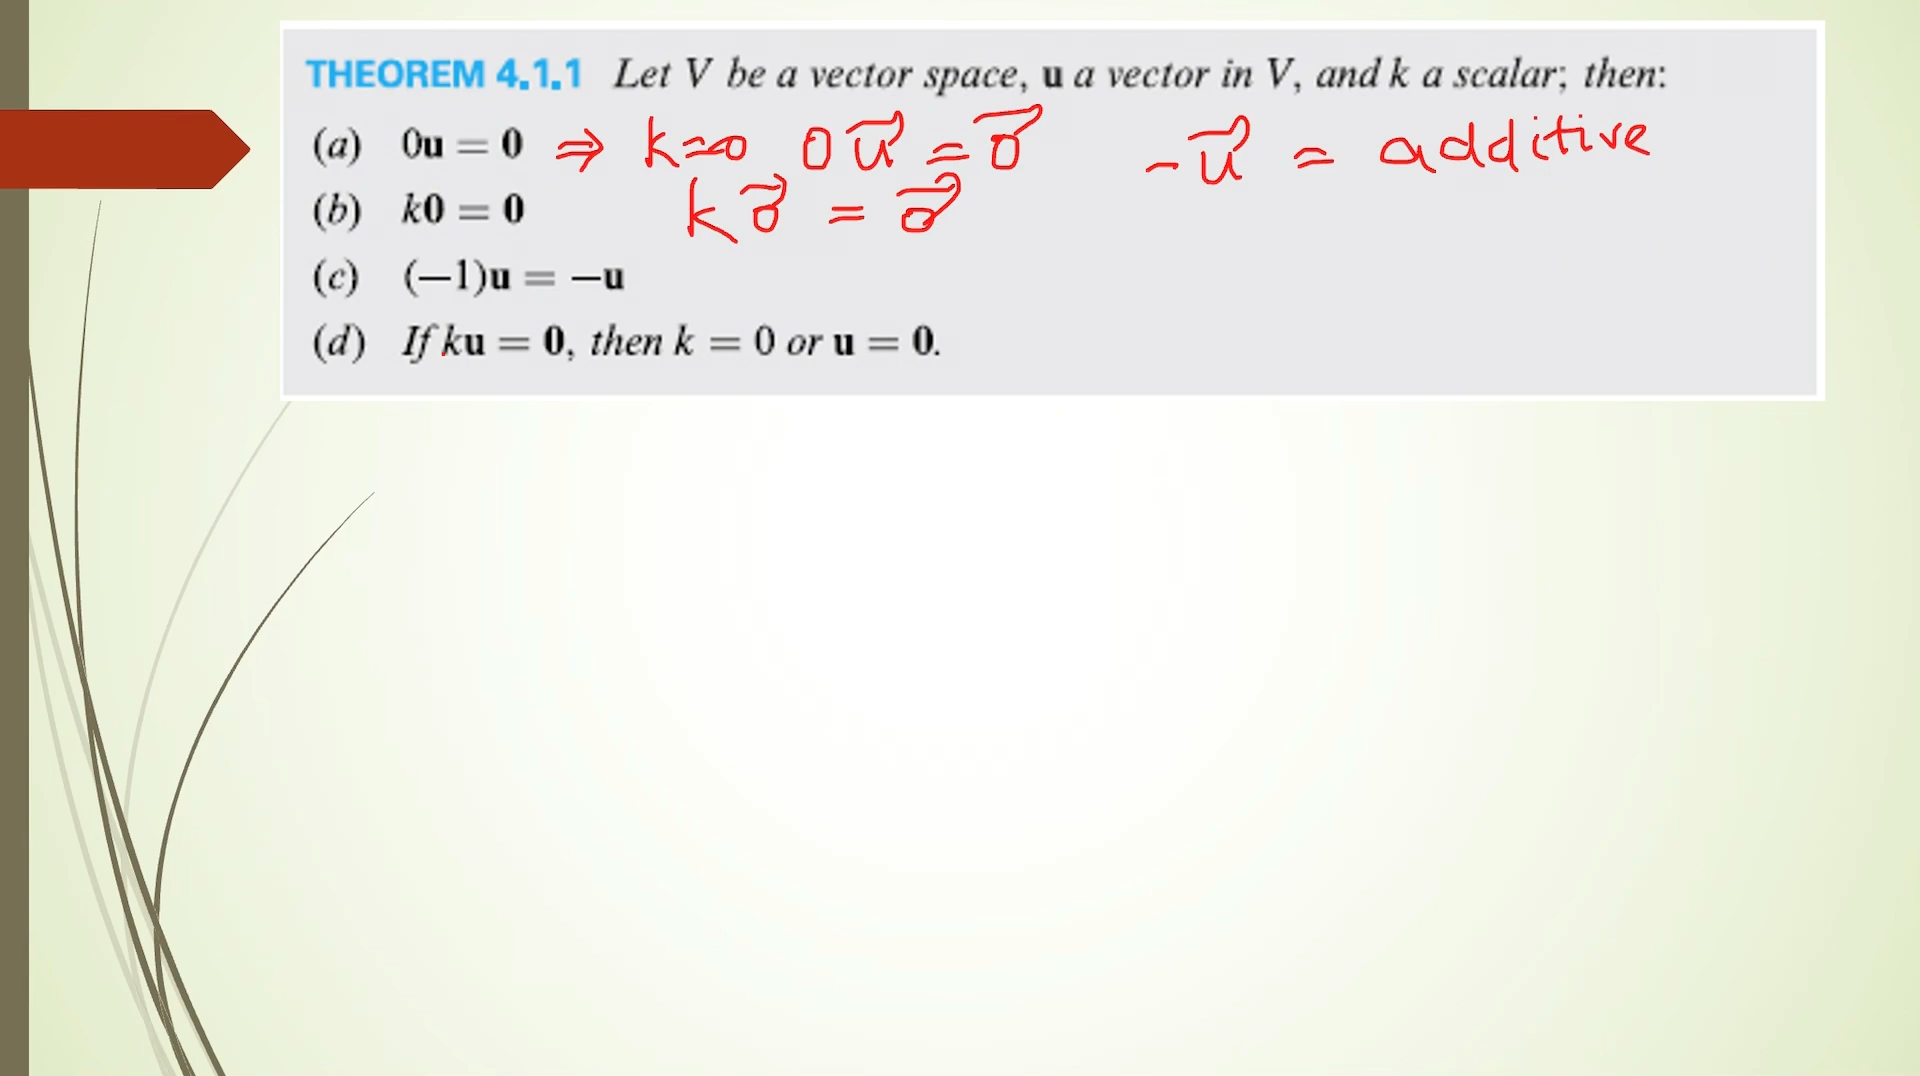 THEOREM 4.1.1 Let V be a vector space, u a vector in V, and k a scalar; then:
(a) 0u = 0 ⇒ k=0 0u⃗ = 0⃗ -u⃗ = additive
(b) k0 = 0 k0⃗ = 0⃗
(c) (−1)u = −u
(d) If ku = 0, then k = 0 or u = 0.